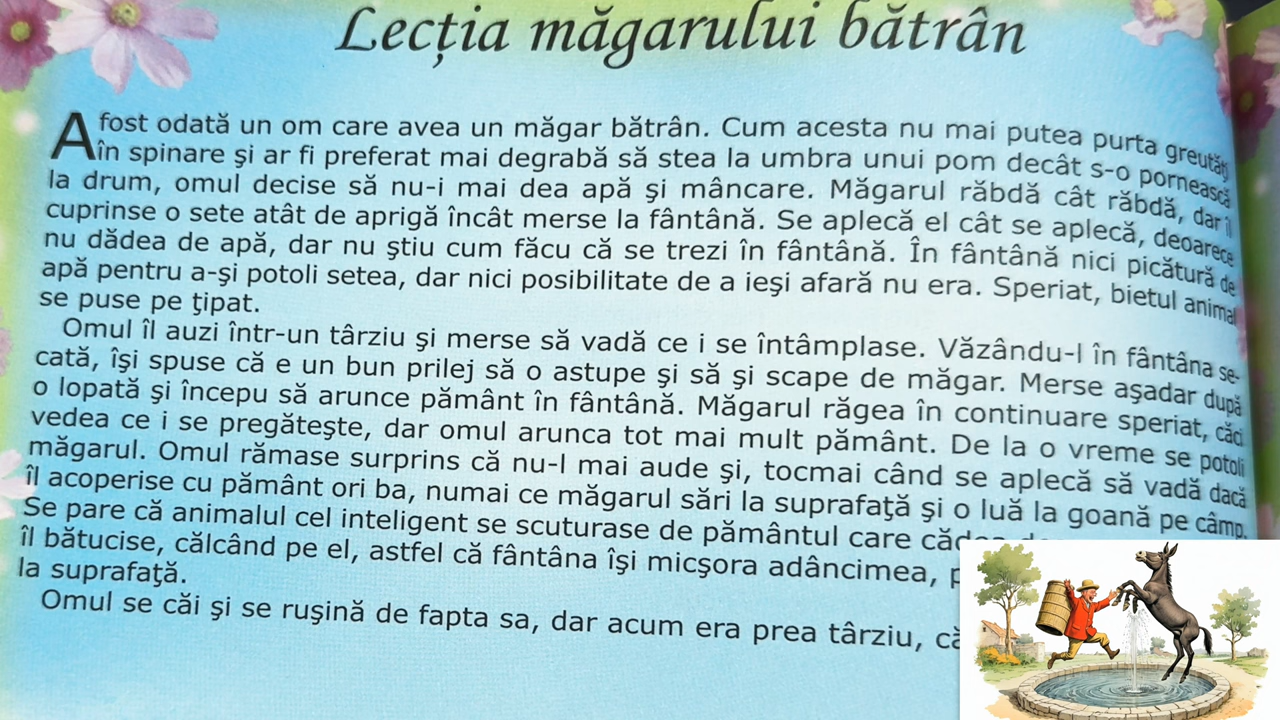 Lecția măgarului bătrân
A fost odată un om care avea un măgar bătrân. Cum acesta nu mai putea purta greutăţi
în spinare şi ar fi preferat mai degrabă să stea la umbra unui pom decât s-o pornească
la drum, omul decise să nu-i mai dea apă şi mâncare. Măgarul răbdă cât răbdă, dar îl
cuprinse o sete atât de aprigă încât merse la fântână. Se aplecă el cât se aplecă, deoarece
nu dădea de apă, dar nu ştiu cum făcu că se trezi în fântână. În fântână nici picătură de
apă pentru a-şi potoli setea, dar nici posibilitate de a ieşi afară nu era. Speriat, bietul animal
se puse pe ţipat.
Omul îl auzi într-un târziu şi merse să vadă ce i se întâmplase. Văzându-l în fântâna se-
cată, îşi spuse că e un bun prilej să o astupe şi să şi scape de măgar. Merse aşadar după
o lopată şi începu să arunce pământ în fântână. Măgarul răgea în continuare speriat, căci
vedea ce i se pregăteşte, dar omul arunca tot mai mult pământ. De la o vreme se potoli
măgarul. Omul rămase surprins că nu-l mai aude şi, tocmai când se aplecă să vadă dacă
îl acoperise cu pământ ori ba, numai ce măgarul sări la suprafaţă şi o luă la goană pe câmp.
Se pare că animalul cel inteligent se scuturase de pământul care cădea
îl bătucise, călcând pe el, astfel că fântâna îşi micşora adâncimea,
la suprafaţă.
Omul se căi şi se ruşină de fapta sa, dar acum era prea târziu,